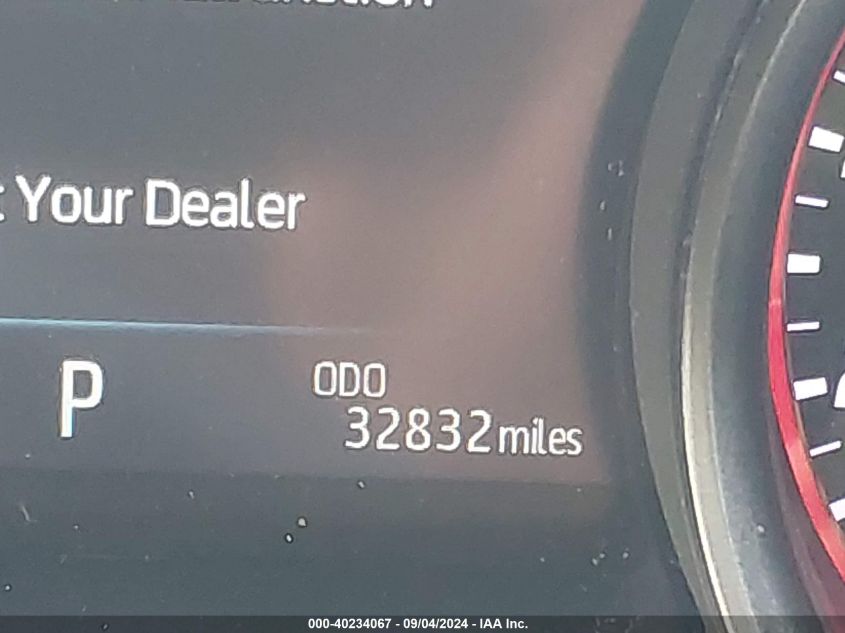 Your Dealer
P
ODO
32832 miles
000-40234067 - 09/04/2024 - IAA Inc.